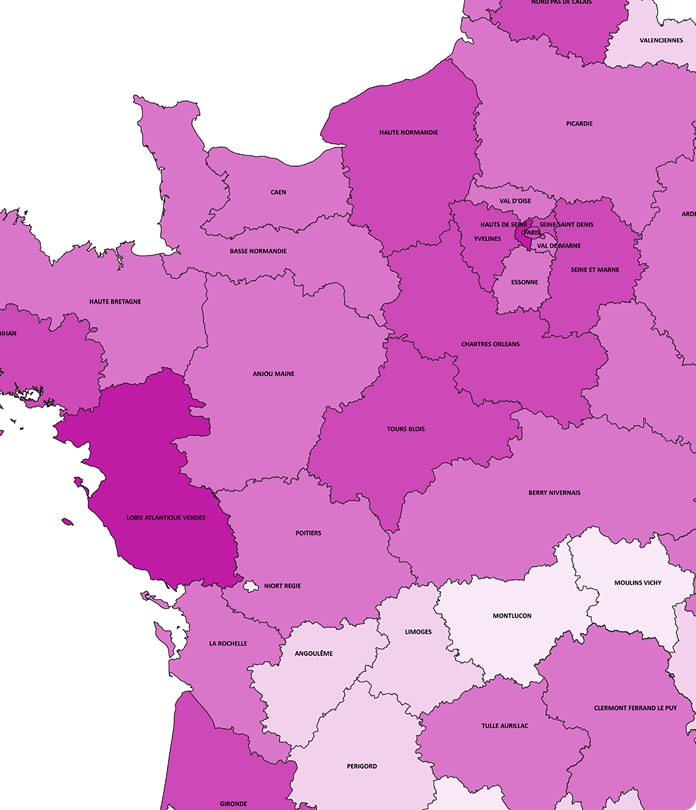 NORD PAS DE CALAIS
VALENCIENNES
PICARDIE
HAUTE NORMANDIE
CAEN
VAL D'OISE
ARDE
HAUTS DE SEINE
SEINE SAINT DENIS
PARIS
YVELINES
VAL DE MARNE
BASSE NORMANDIE
SEINE ET MARNE
ESSONNE
HAUTE BRETAGNE
IHAN
CHARTRES ORLEANS
ANJOU MAINE
TOURS BLOIS
BERRY NIVERNAIS
LOIRE ATLANTIQUE VENDEE
POITIERS
NIORT REGIE
MOULINS VICHY
MONTLUCON
LIMOGES
LA ROCHELLE
ANGOULÊME
CLERMONT FERRAND LE PUY
TULLE AURILLAC
PERIGORD
GIRONDE